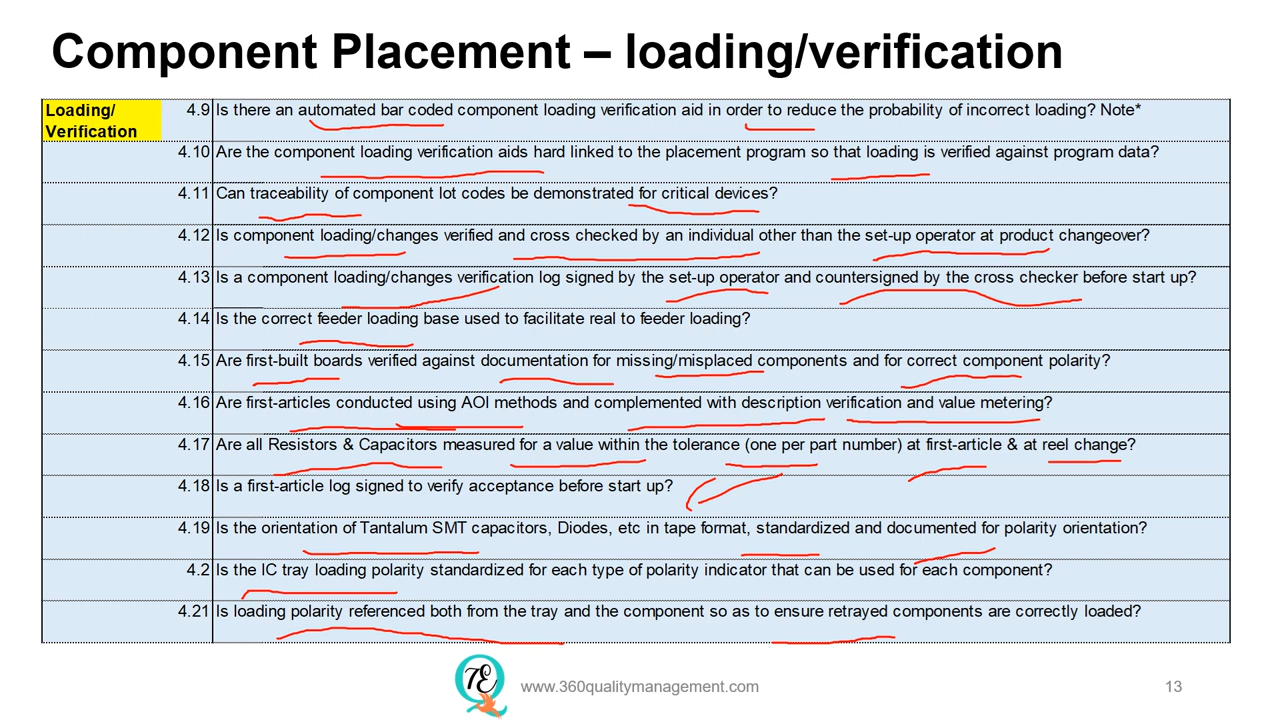 Component Placement – loading/verification
Loading/
Verification
4.9 Is there an automated bar coded component loading verification aid in order to reduce the probability of incorrect loading? Note*
4.10 Are the component loading verification aids hard linked to the placement program so that loading is verified against program data?
4.11 Can traceability of component lot codes be demonstrated for critical devices?
4.12 Is component loading/changes verified and cross checked by an individual other than the set-up operator at product changeover?
4.13 Is a component loading/changes verification log signed by the set-up operator and countersigned by the cross checker before start up?
4.14 Is the correct feeder loading base used to facilitate real to feeder loading?
4.15 Are first-built boards verified against documentation for missing/misplaced components and for correct component polarity?
4.16 Are first-articles conducted using AOI methods and complemented with description verification and value metering?
4.17 Are all Resistors & Capacitors measured for a value within the tolerance (one per part number) at first-article & at reel change?
4.18 Is a first-article log signed to verify acceptance before start up?
4.19 Is the orientation of Tantalum SMT capacitors, Diodes, etc in tape format, standardized and documented for polarity orientation?
4.2 Is the IC tray loading polarity standardized for each type of polarity indicator that can be used for each component?
4.21 Is loading polarity referenced both from the tray and the component so as to ensure retrayed components are correctly loaded?
TEQ
www.360qualitymanagement.com
13